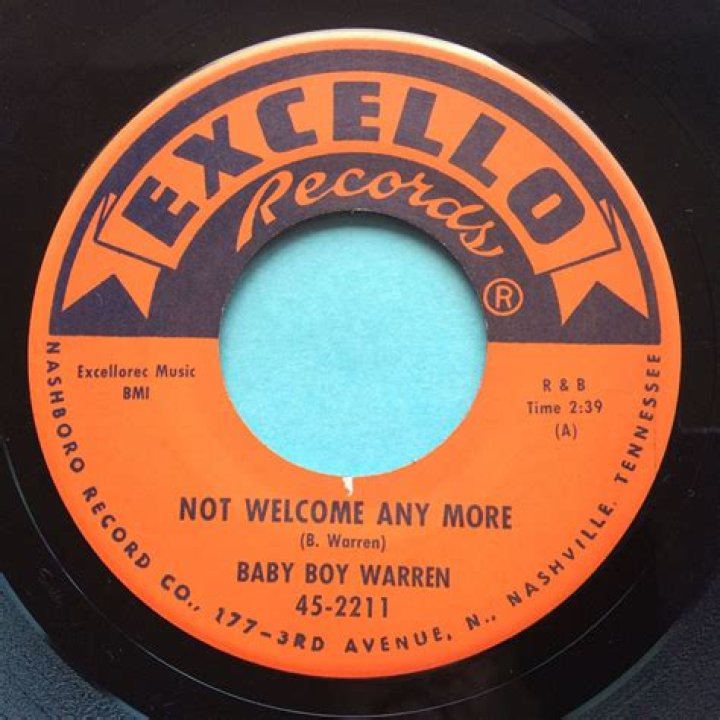 EXCELLO
Records
®
Excellorec Music
BMI
R & B
Time 2:39
(A)
NOT WELCOME ANY MORE
(B. Warren)
BABY BOY WARREN
45-2211
NASHBORO RECORD CO., 177-3RD AVENUE, N., NASHVILLE, TENNESSEE